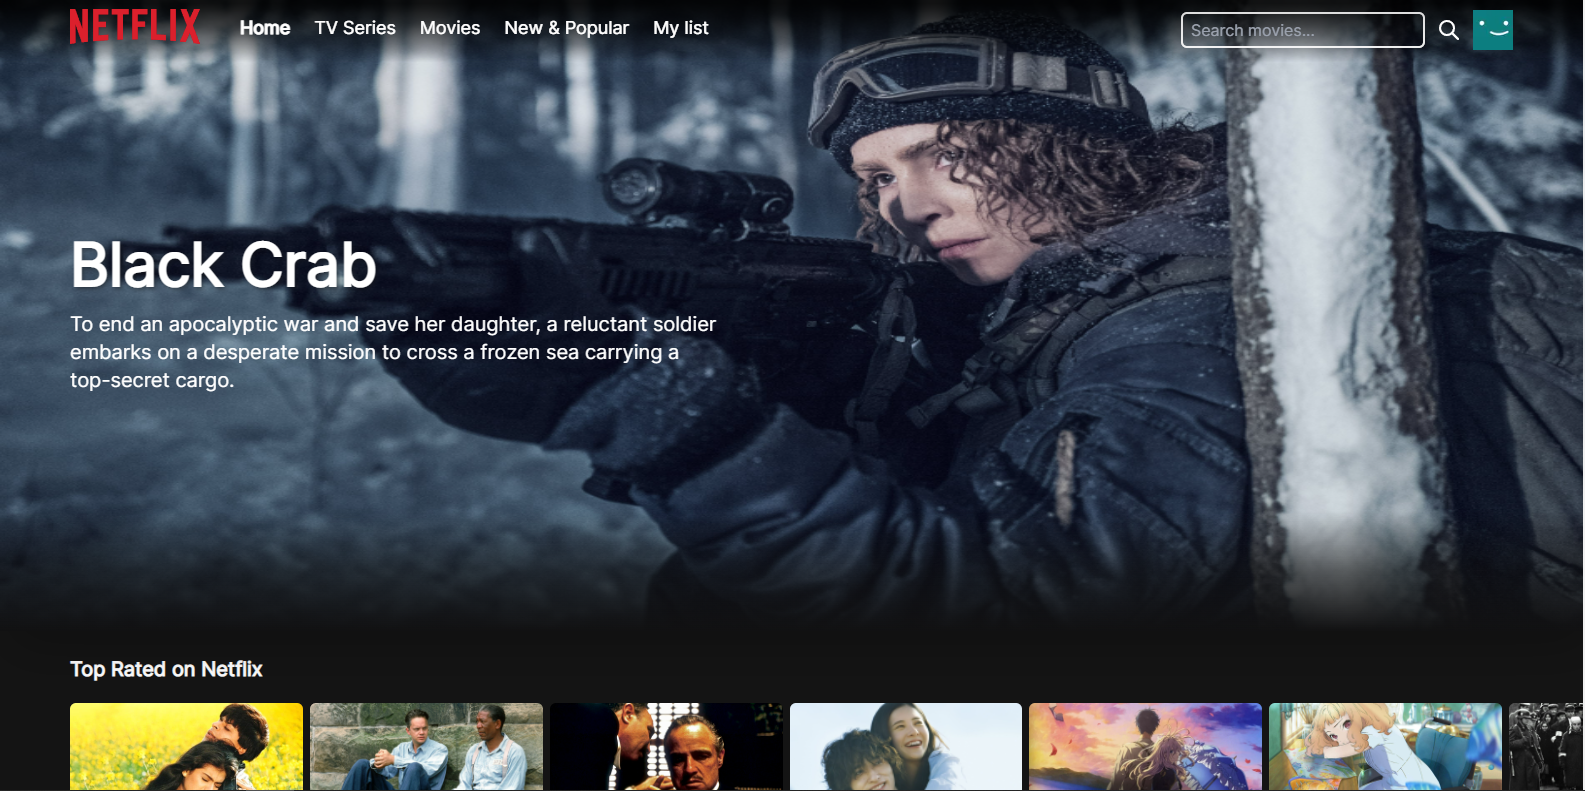 NETFLIX Home TV Series Movies New & Popular My list Search movies...
Black Crab
To end an apocalyptic war and save her daughter, a reluctant soldier
embarks on a desperate mission to cross a frozen sea carrying a
top-secret cargo.
Top Rated on Netflix